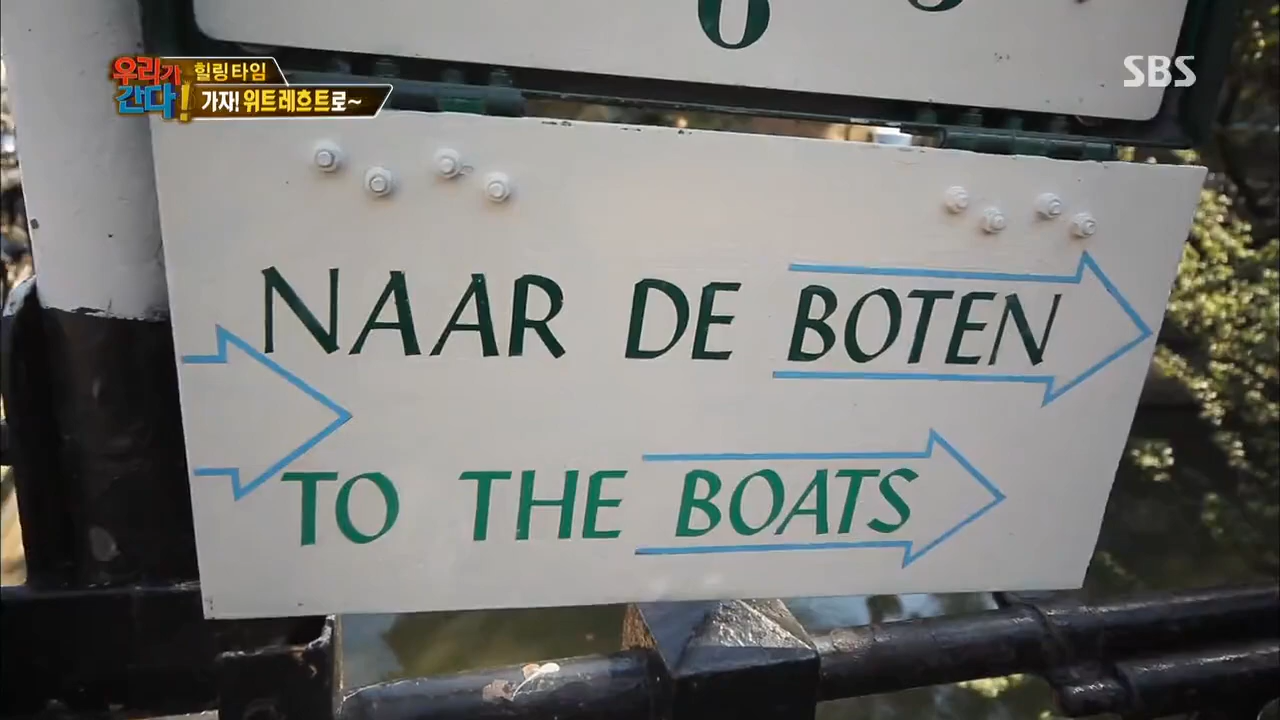 우리가 간다!
힐링타임
가자! 위트레흐트로~
SBS
NAAR DE BOTEN
TO THE BOATS